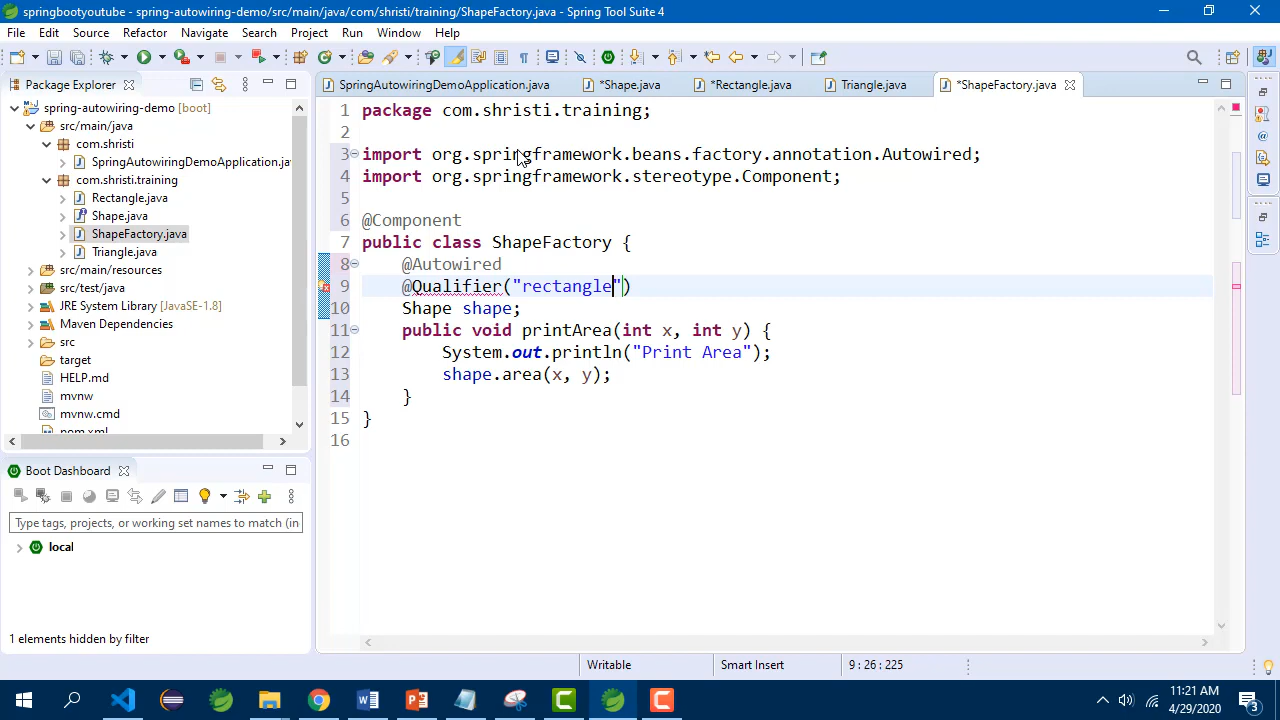 springbootyoutube - spring-autowiring-demo/src/main/java/com/shristi/training/ShapeFactory.java - Spring Tool Suite 4
File Edit Source Refactor Navigate Search Project Run Window Help
Package Explorer
spring-autowiring-demo [boot]
src/main/java
com.shristi
SpringAutowiringDemoApplication.ja
com.shristi.training
Rectangle.java
Shape.java
ShapeFactory.java
Triangle.java
src/main/resources
src/test/java
JRE System Library [JavaSE-1.8]
Maven Dependencies
src
target
HELP.md
mvnw
mvnw.cmd
pom.xml
Boot Dashboard
Type tags, projects, or working set names to match (in
local
1 elements hidden by filter
SpringAutowiringDemoApplication.java *Shape.java *Rectangle.java Triangle.java *ShapeFactory.java
1 package com.shristi.training;
2
3 import org.springframework.beans.factory.annotation.Autowired;
4 import org.springframework.stereotype.Component;
5
6 @Component
7 public class ShapeFactory {
8 @Autowired
9 @Qualifier("rectangle")
10 Shape shape;
11 public void printArea(int x, int y) {
12 System.out.println("Print Area");
13 shape.area(x, y);
14 }
15 }
16
Writable Smart Insert 9 : 26 : 225
11:21 AM
4/29/2020
3